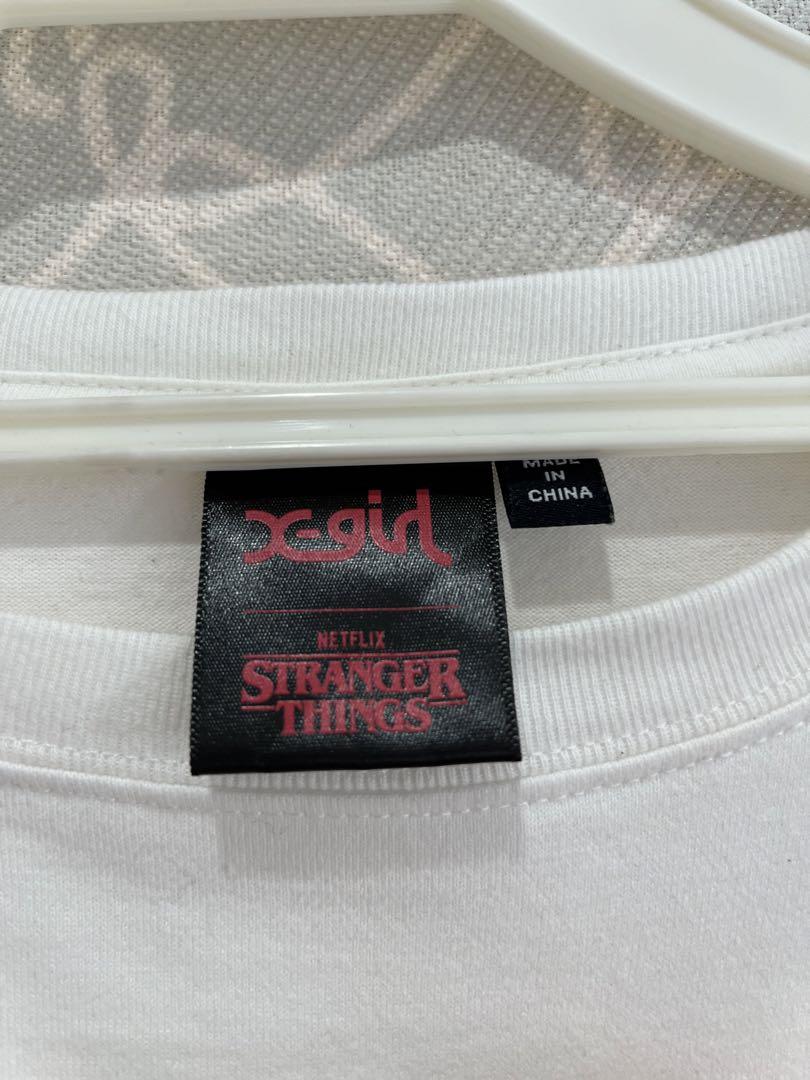 x-girl
NETFLIX
STRANGER
THINGS
MADE
IN
CHINA